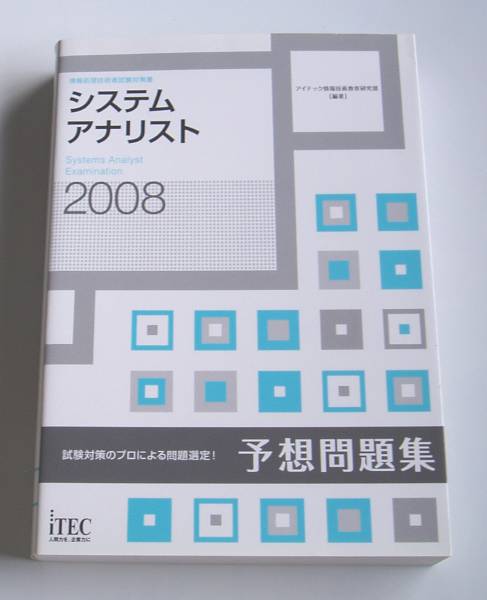 情報処理技術者試験対策書
システム
アナリスト
Systems Analyst
Examination
2008
アイテック情報技術教育研究部
[編著]
試験対策のプロによる問題選定!
予想問題集
iTEC
人間力を、企業力に